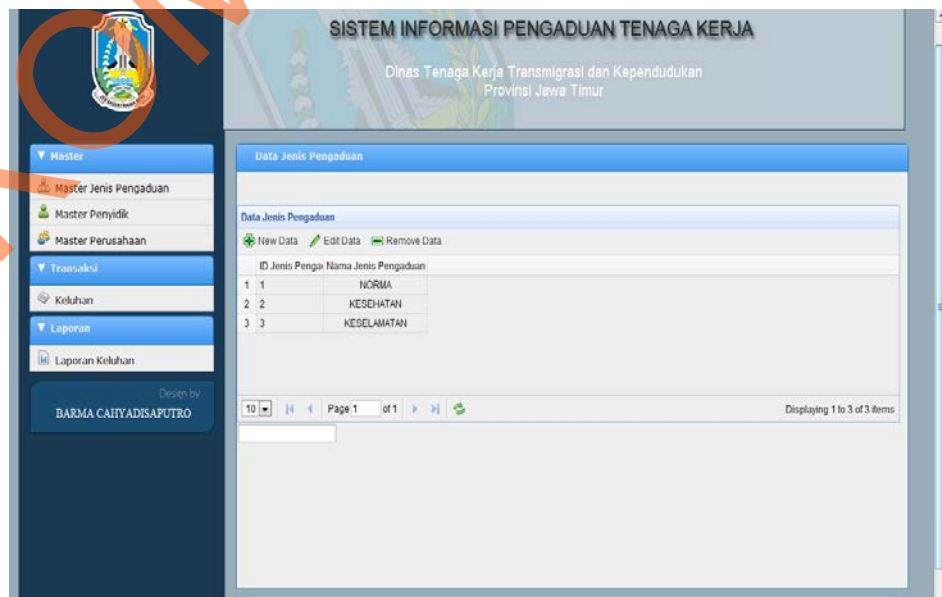 SISTEM INFORMASI PENGADUAN TENAGA KERJA
Dinas Tenaga Kerja Transmigrasi dan Kependudukan
Provinsi Jawa Timur
Master
Master Jenis Pengaduan
Master Penyidik
Master Perusahaan
Transaksi
Keluhan
Laporan
Laporan Keluhan
Design by
BARMA CAHYADISAPUTRO
Data Jenis Pengaduan
Data Jenis Pengaduan
New Data Edit Data Remove Data
ID Jenis Pengai Nama Jenis Pengaduan
1 1 NORMA
2 2 KESEHATAN
3 3 KESELAMATAN
10 Page 1 of 1 Displaying 1 to 3 of 3 items